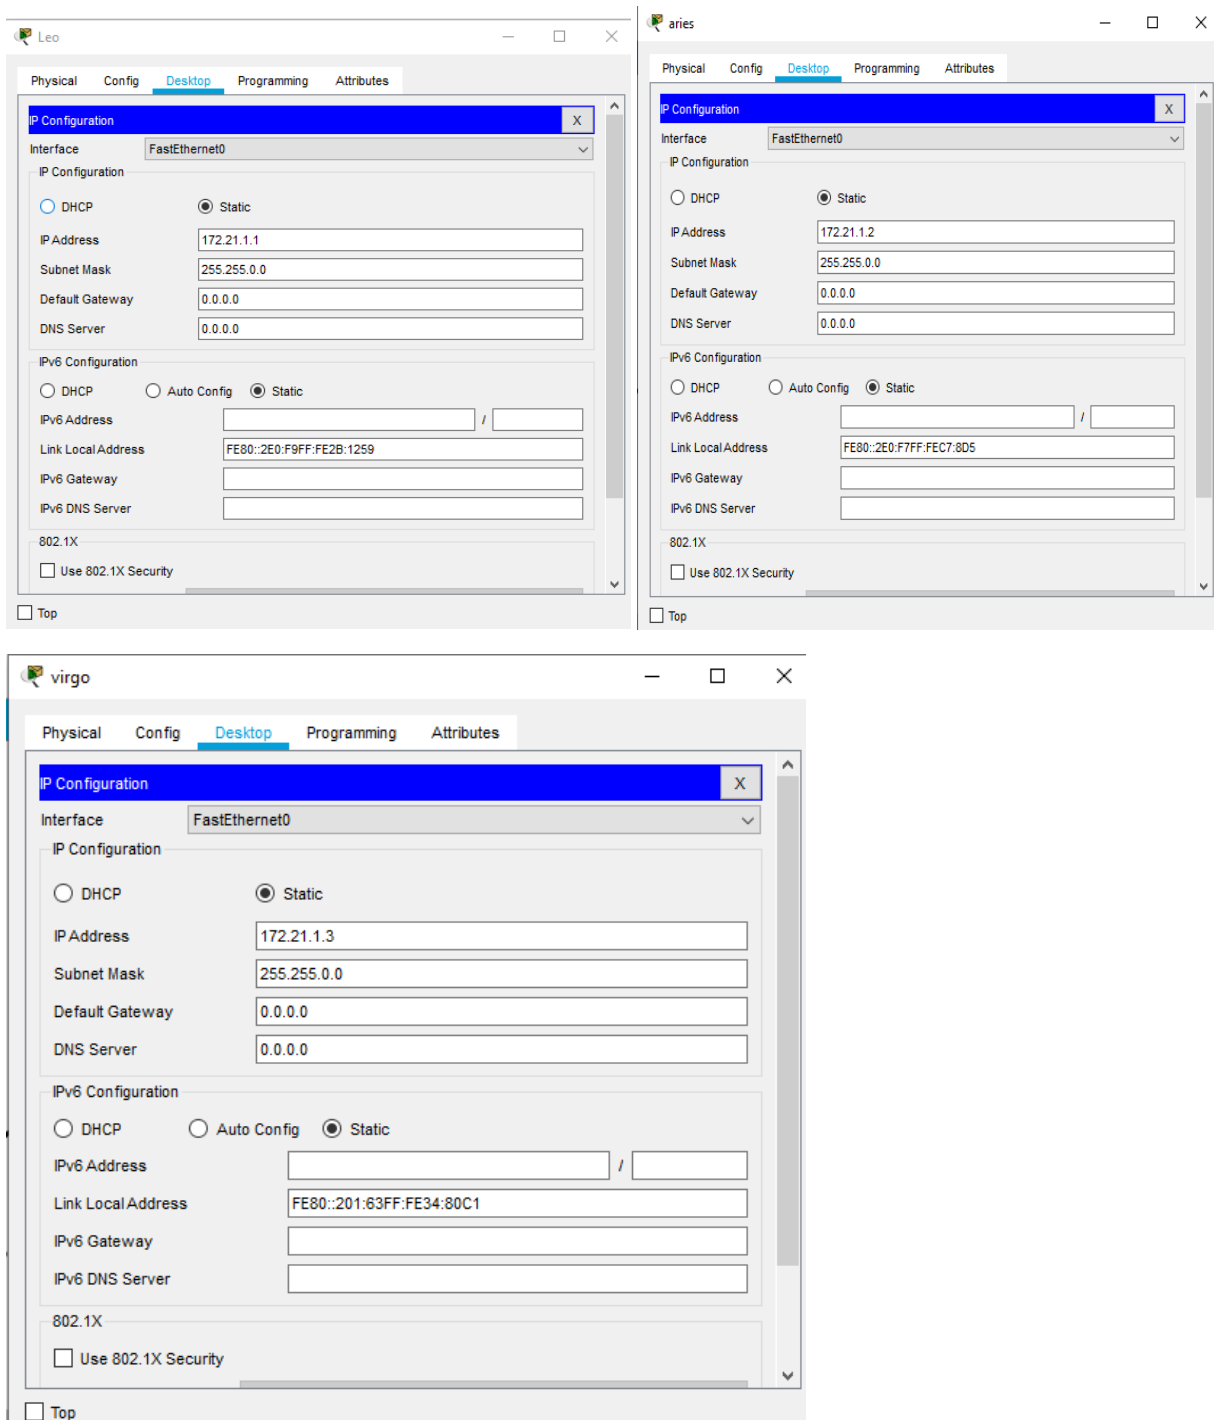 Leo
Physical Config Desktop Programming Attributes
IP Configuration X
Interface FastEthernet0
IP Configuration
DHCP Static
IP Address 172.21.1.1
Subnet Mask 255.255.0.0
Default Gateway 0.0.0.0
DNS Server 0.0.0.0
IPv6 Configuration
DHCP Auto Config Static
IPv6 Address /
Link Local Address FE80::2E0:F9FF:FE2B:1259
IPv6 Gateway
IPv6 DNS Server
802.1X
Use 802.1X Security
Top
aries
Physical Config Desktop Programming Attributes
IP Configuration X
Interface FastEthernet0
IP Configuration
DHCP Static
IP Address 172.21.1.2
Subnet Mask 255.255.0.0
Default Gateway 0.0.0.0
DNS Server 0.0.0.0
IPv6 Configuration
DHCP Auto Config Static
IPv6 Address /
Link Local Address FE80::2E0:F7FF:FEC7:8D5
IPv6 Gateway
IPv6 DNS Server
802.1X
Use 802.1X Security
Top
virgo
Physical Config Desktop Programming Attributes
IP Configuration X
Interface FastEthernet0
IP Configuration
DHCP Static
IP Address 172.21.1.3
Subnet Mask 255.255.0.0
Default Gateway 0.0.0.0
DNS Server 0.0.0.0
IPv6 Configuration
DHCP Auto Config Static
IPv6 Address /
Link Local Address FE80::201:63FF:FE34:80C1
IPv6 Gateway
IPv6 DNS Server
802.1X
Use 802.1X Security
Top